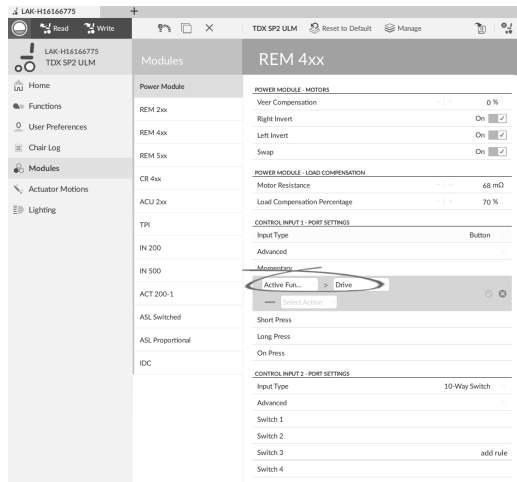 LAK-H16166775
+
Read
Write
TDX SP2 ULM
Reset to Default
Manage
LAK-H16166775
TDX SP2 ULM
Home
Functions
User Preferences
Chair Log
Modules
Actuator Motions
Lighting
Modules
Power Module
REM 2xx
REM 4xx
REM 5xx
CR 4xx
ACU 2xx
TPI
IN 200
IN 500
ACT 200-1
ASL Switched
ASL Proportional
IDC
REM 4xx
POWER MODULE - MOTORS
Veer Compensation - + 0 %
Right Invert On
Left Invert On
Swap On
POWER MODULE - LOAD COMPENSATION
Motor Resistance - + 68 mΩ
Load Compensation Percentage - + 70 %
CONTROL INPUT 1 - PORT SETTINGS
Input Type Button
Advanced
Momentary
Active Fun... > Drive
Select Action
Short Press
Long Press
On Press
CONTROL INPUT 2 - PORT SETTINGS
Input Type 10-Way Switch
Advanced
Switch 1
Switch 2
Switch 3 add rule
Switch 4